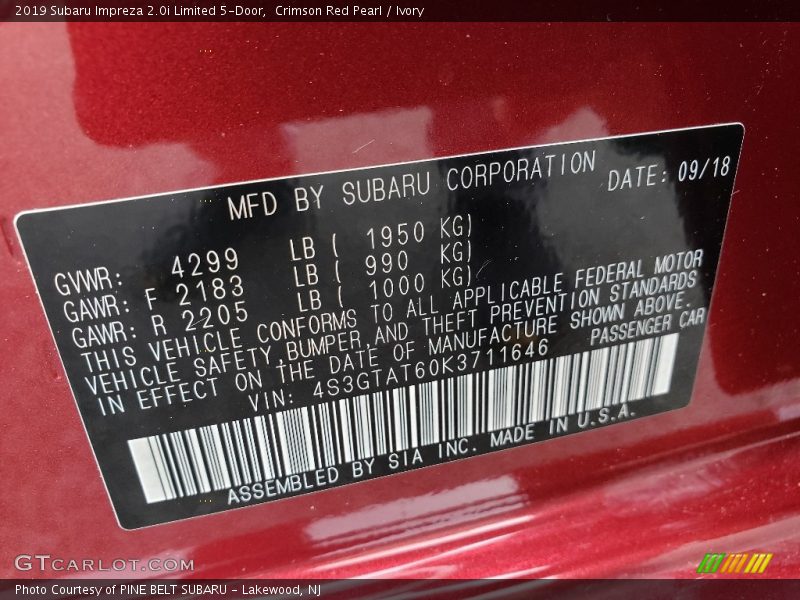 2019 Subaru Impreza 2.0i Limited 5-Door,  Crimson Red Pearl / Ivory
MFD BY SUBARU CORPORATION DATE: 09/18
GVWR: 4299 LB ( 1950 KG)
GAWR: F 2183 LB ( 990 KG)
GAWR: R 2205 LB ( 1000 KG)
THIS VEHICLE CONFORMS TO ALL APPLICABLE FEDERAL MOTOR
VEHICLE SAFETY,BUMPER,AND THEFT PREVENTION STANDARDS
IN EFFECT ON THE DATE OF MANUFACTURE SHOWN ABOVE.
VIN: 4S3GTAT60K3711646 PASSENGER CAR
ASSEMBLED BY SIA INC. MADE IN U.S.A.
GTCARLOT.COM
Photo Courtesy of PINE BELT SUBARU - Lakewood, NJ